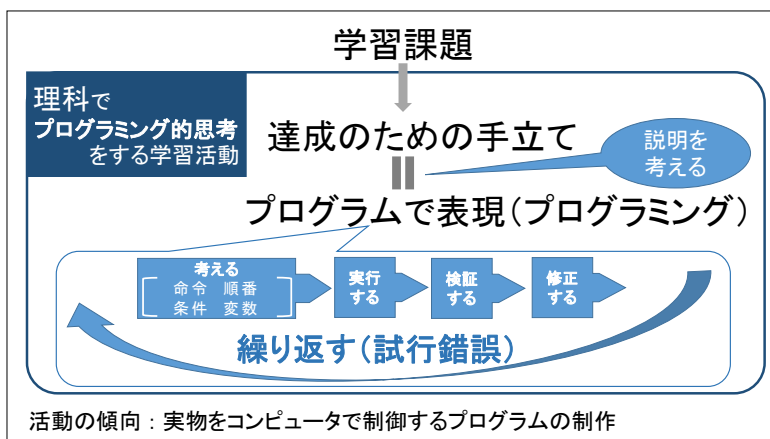 学習課題
理科で
プログラミング的思考
をする学習活動
達成のための手立て
説明を
考える
プログラムで表現（プログラミング）
考える
命令　順番
条件　変数
実行
する
検証
する
修正
する
繰り返す（試行錯誤）
活動の傾向：実物をコンピュータで制御するプログラムの制作